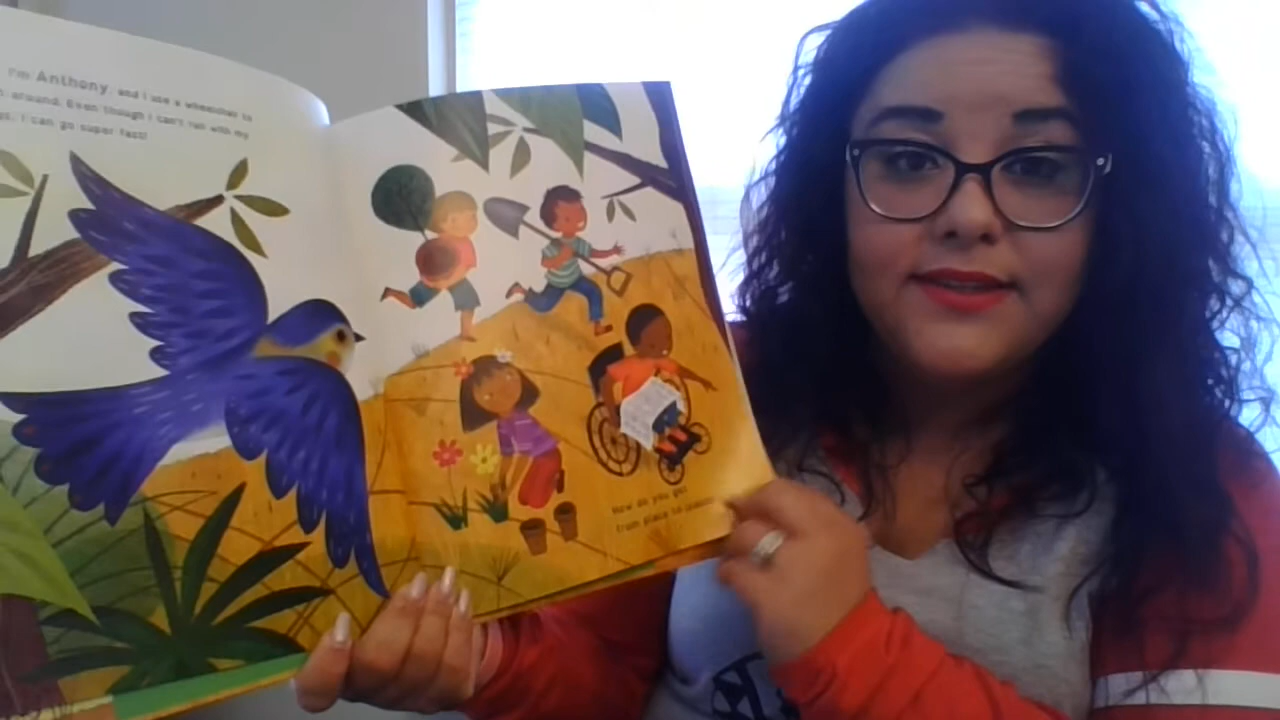 I'm Anthony, and I use a wheelchair to
around. Even though I can't run with my
I can go super fast!
How do you get
from place to place?